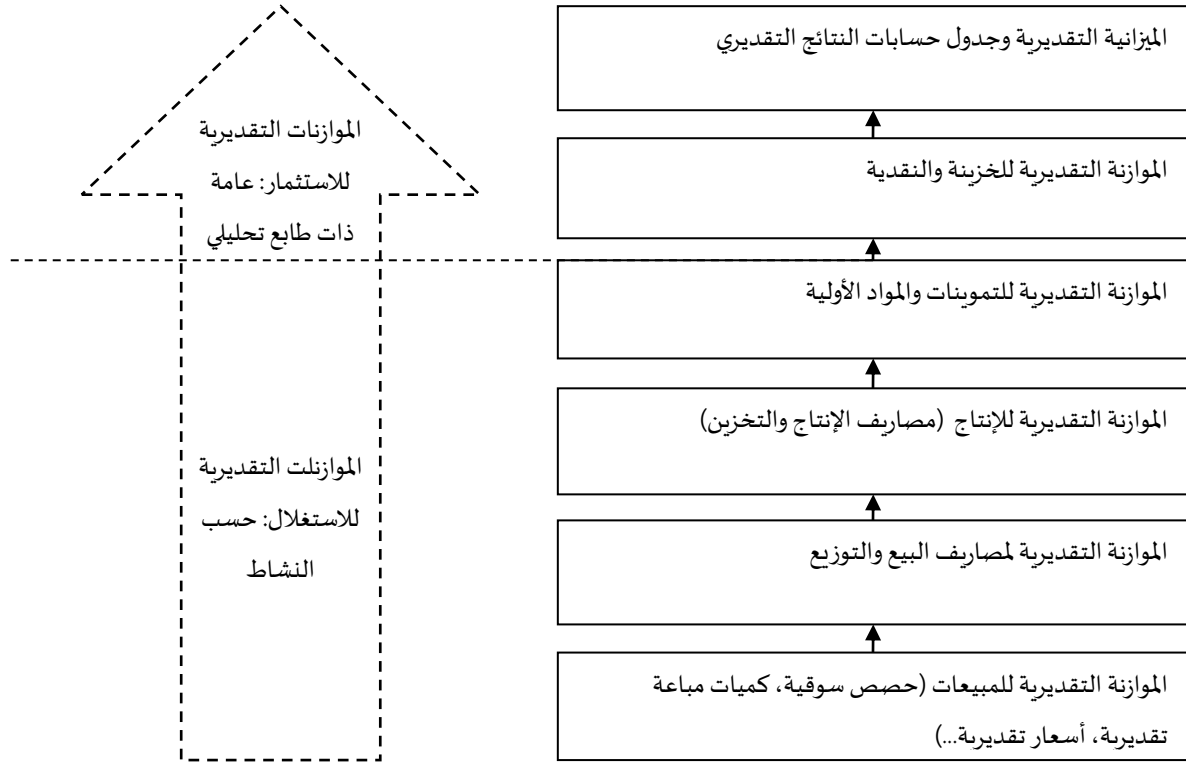 الميزانية التقديرية وجدول حسابات النتائج التقديري
الموازنة التقديرية للخزينة والنقدية
الموازنة التقديرية للتموينات والمواد الأولية
الموازنة التقديرية للإنتاج (مصاريف الإنتاج والتخزين)
الموازنة التقديرية لمصاريف البيع والتوزيع
الموازنة التقديرية للمبيعات (حصص سوقية، كميات مباعة
تقديرية، أسعار تقديرية...)
الموازنات التقديرية
للاستثمار: عامة
ذات طابع تحليلي
الموازنلت التقديرية
للاستغلال: حسب
النشاط